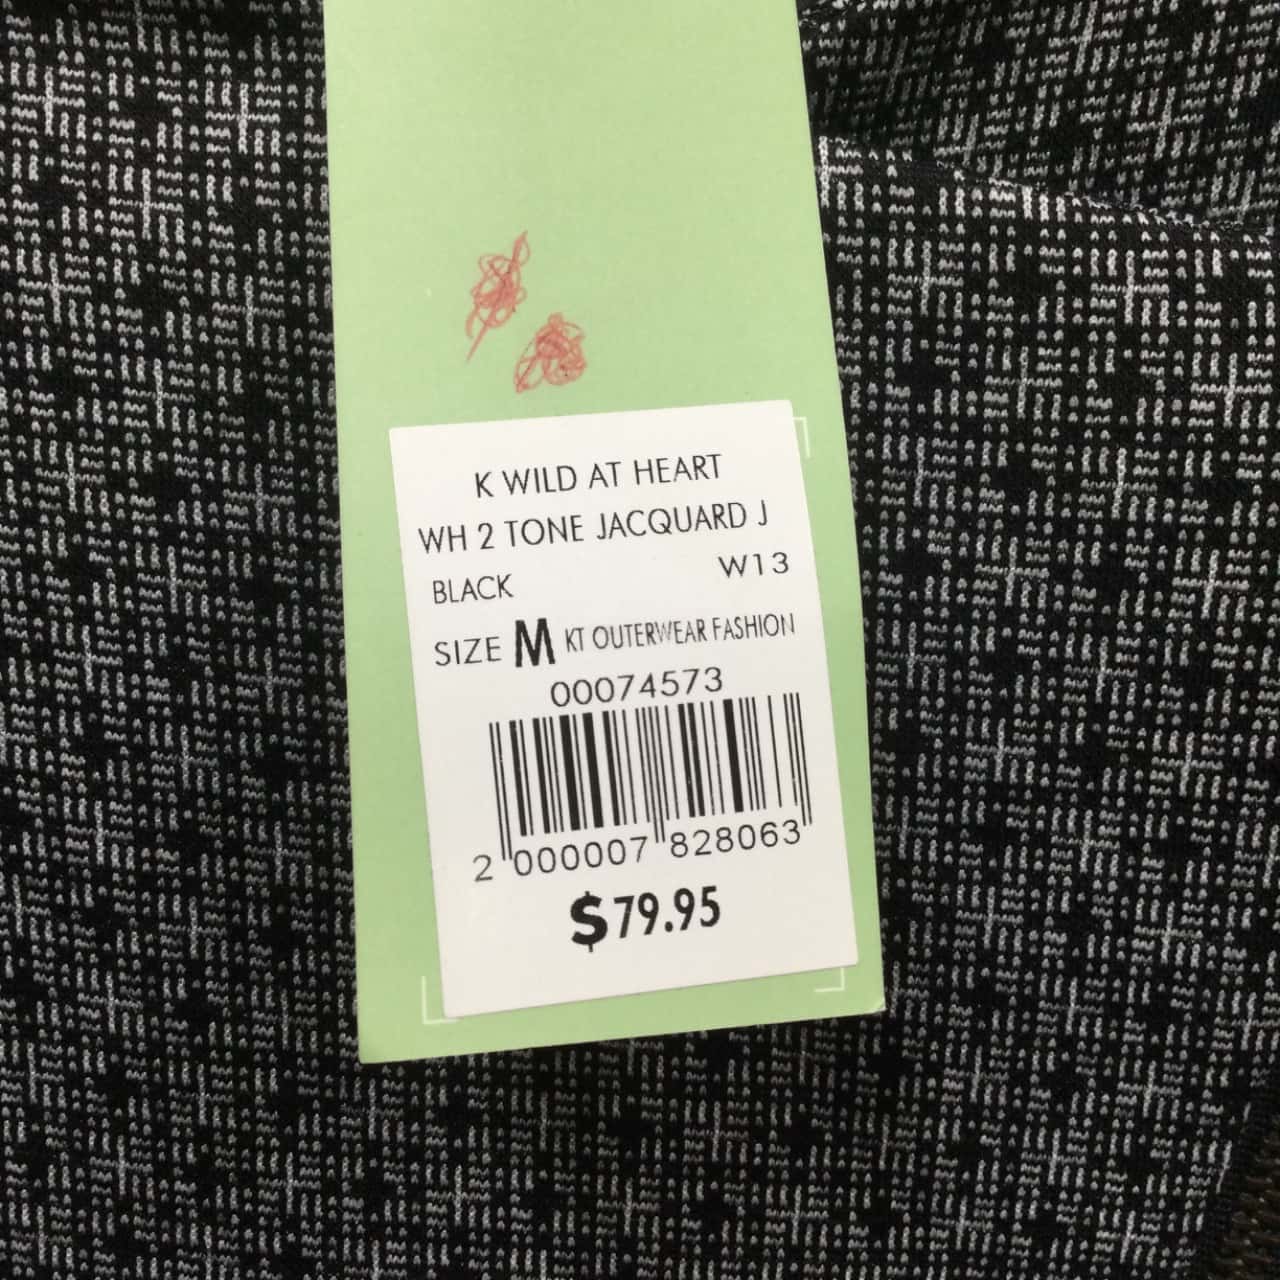 K WILD AT HEART
WH 2 TONE JACQUARD J
BLACK W13
SIZE M KT OUTERWEAR FASHION
00074573
2 000007 828063
$79.95